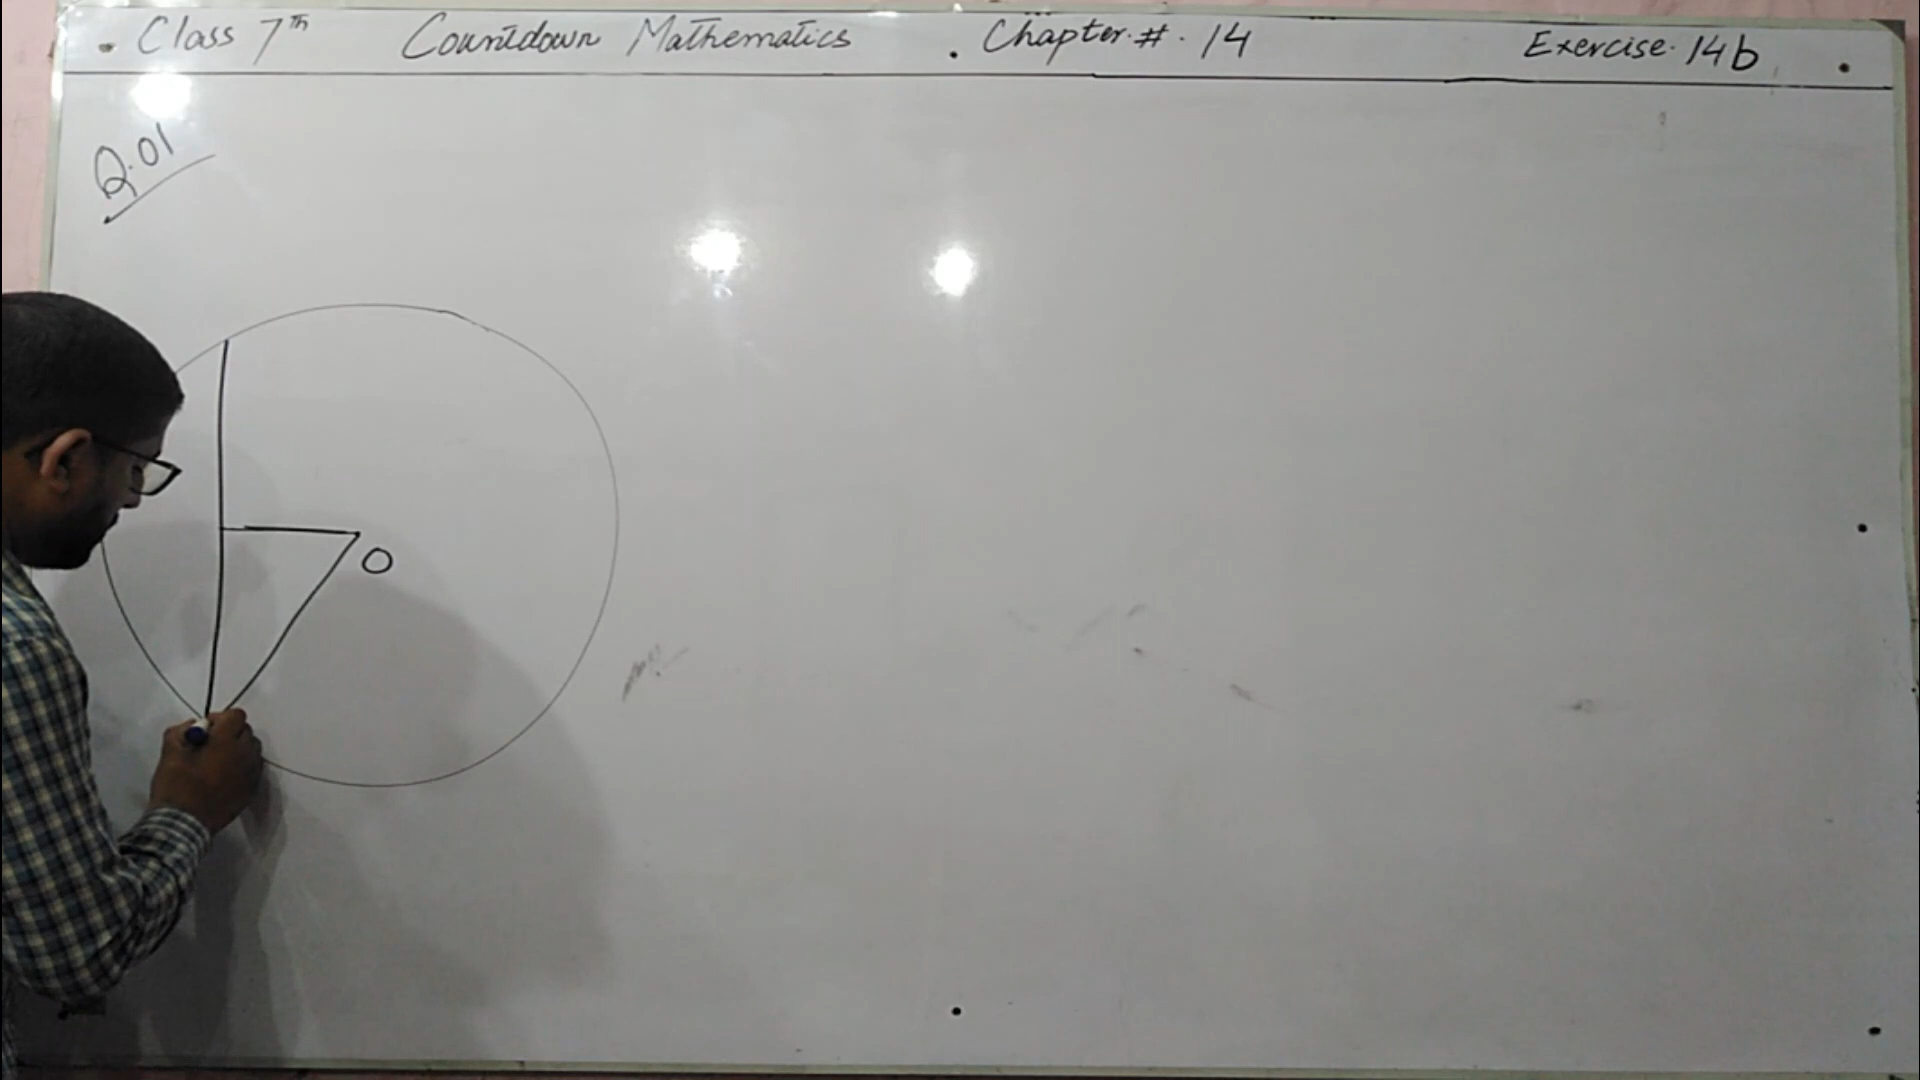 . Class 7th Countdown Mathematics . Chapter.#. 14 Exercise. 14b .
Q.01
O